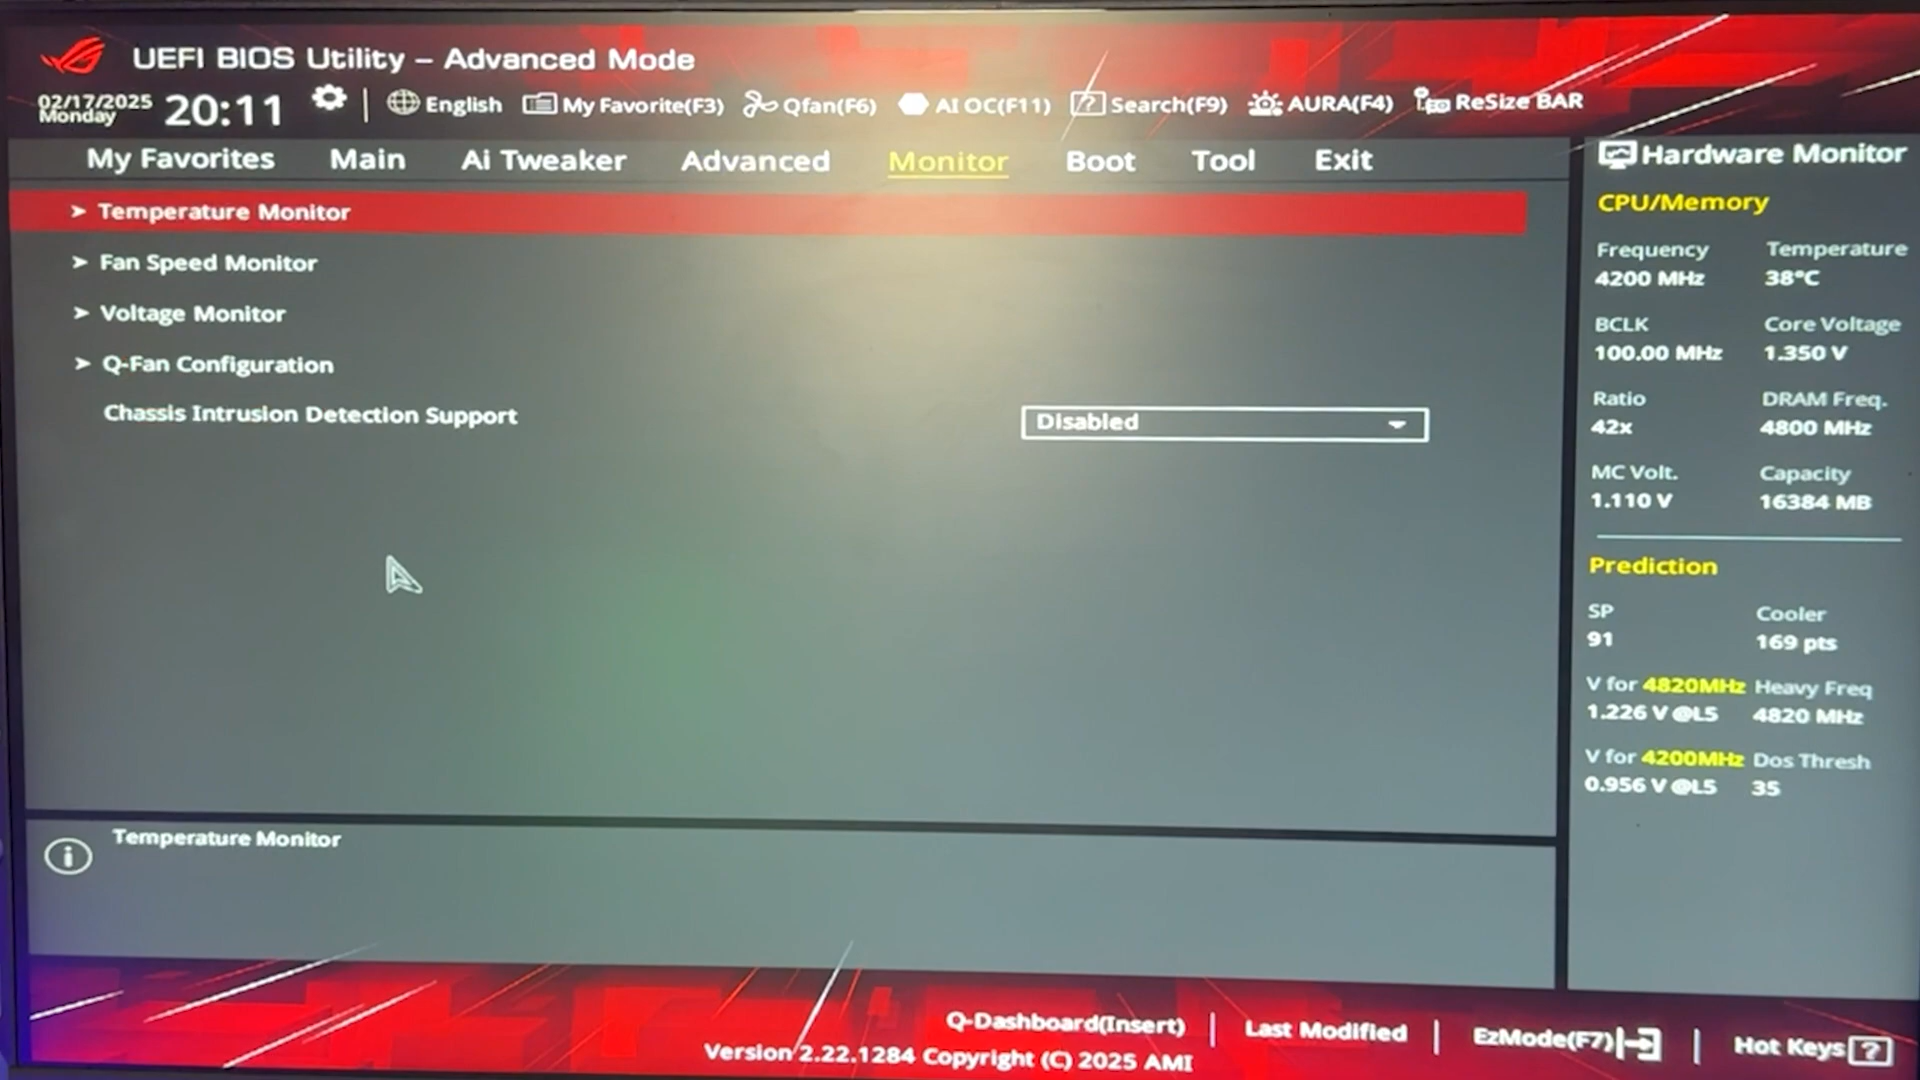 UEFI BIOS Utility – Advanced Mode
02/17/2025
Monday
20:11
English
My Favorite(F3)
Qfan(F6)
AI OC(F11)
Search(F9)
AURA(F4)
ReSize BAR
My Favorites
Main
Ai Tweaker
Advanced
Monitor
Boot
Tool
Exit
> Temperature Monitor
> Fan Speed Monitor
> Voltage Monitor
> Q-Fan Configuration
Chassis Intrusion Detection Support
Disabled
Temperature Monitor
Hardware Monitor
CPU/Memory
Frequency Temperature
4200 MHz 38°C
BCLK Core Voltage
100.00 MHz 1.350 V
Ratio DRAM Freq.
42x 4800 MHz
MC Volt. Capacity
1.110 V 16384 MB
Prediction
SP Cooler
91 169 pts
V for 4820MHz Heavy Freq
1.226 V @L5 4820 MHz
V for 4200MHz Dos Thresh
0.956 V @L5 35
Q-Dashboard(Insert)
Last Modified
EzMode(F7)
Hot Keys ?
Version 2.22.1284 Copyright (C) 2025 AMI